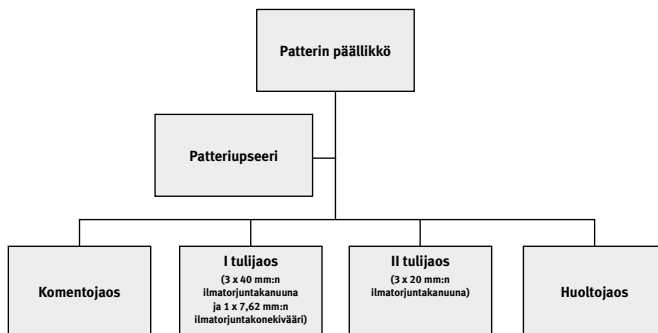 Patterin päällikkö
Patteriupseeri
Komentojaos
I tulijaos
(3 x 40 mm:n
ilmatorjuntakanuuna
ja 1 x 7,62 mm:n
ilmatorjuntakonekivääri)
II tulijaos
(3 x 20 mm:n
ilmatorjuntakanuuna)
Huoltojaos